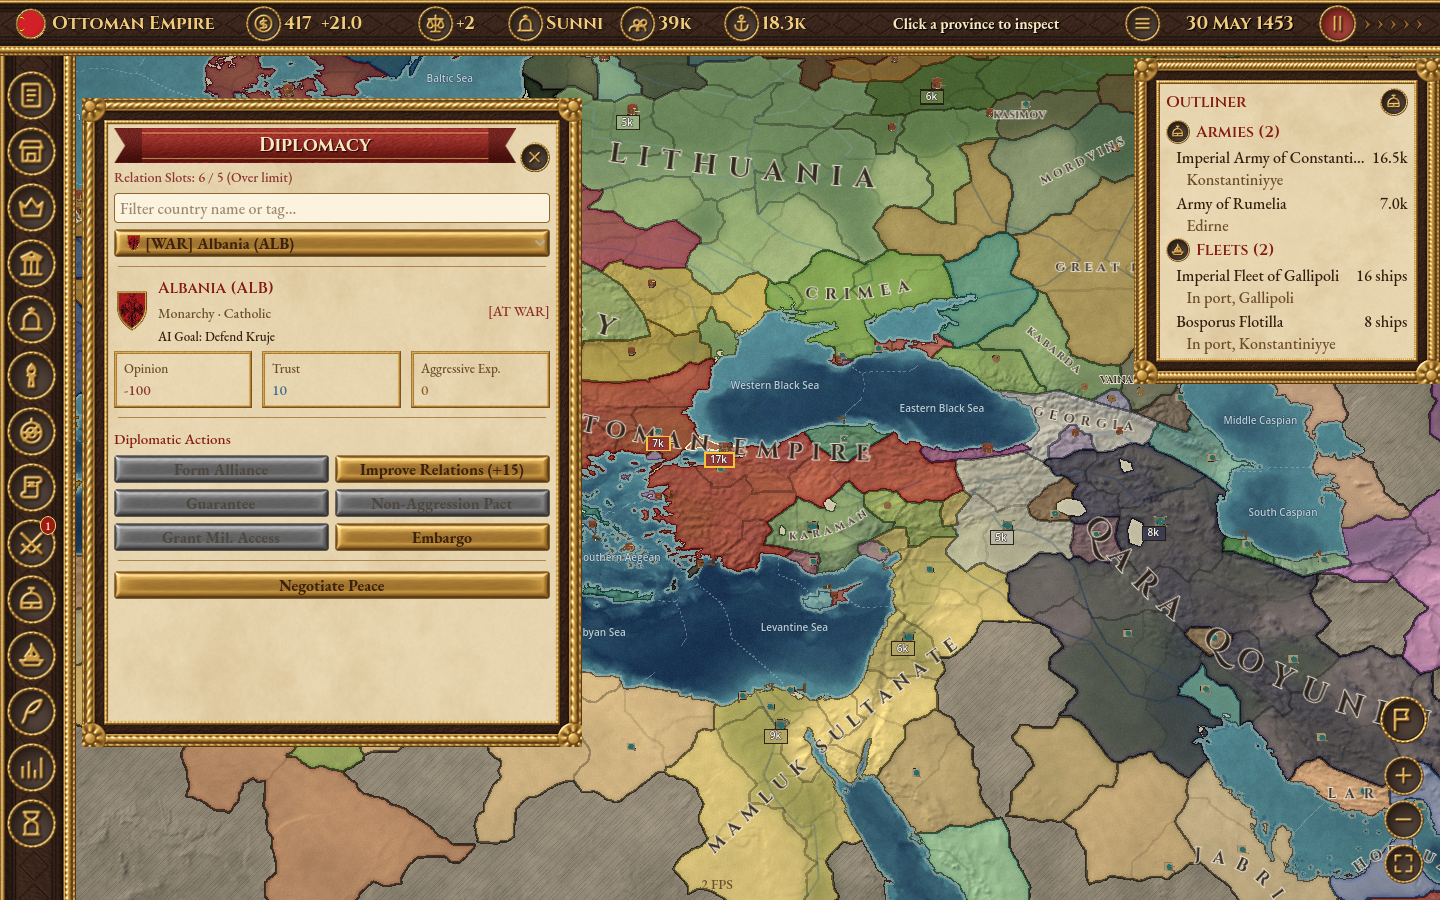 OTTOMAN EMPIRE
417 +21.0
+2
SUNNI
39K
18.3K
Click a province to inspect
30 MAY 1453
DIPLOMACY
Relation Slots: 6 / 5 (Over limit)
Filter country name or tag...
[WAR] Albania (ALB)
ALBANIA (ALB)
Monarchy · Catholic
[AT WAR]
AI Goal: Defend Kruje
Opinion
-100
Trust
10
Aggressive Exp.
0
Diplomatic Actions
Form Alliance
Improve Relations (+15)
Guarantee
Non-Aggression Pact
Grant Mil. Access
Embargo
Negotiate Peace
OUTLINER
ARMIES (2)
Imperial Army of Constanti... 16.5k
Konstantiniyye
Army of Rumelia 7.0k
Edirne
FLEETS (2)
Imperial Fleet of Gallipoli 16 ships
In port, Gallipoli
Bosporus Flotilla 8 ships
In port, Konstantiniyye
1
Baltic Sea
5k
6k
KASIMOV
LITHUANIA
MORDVINS
GREAT
CRIMEA
Y
KABARDA
VAINA
Western Black Sea
Eastern Black Sea
GEORGIA
Middle Caspian
TOMAN EMPIRE
7k
17k
KARAMAN
5k
8k
South Caspian
outhern Aegean
QARA QOYUNL
byan Sea
Levantine Sea
6k
9k
MAMLUK SULTANATE
LAR
JABRI
2 FPS